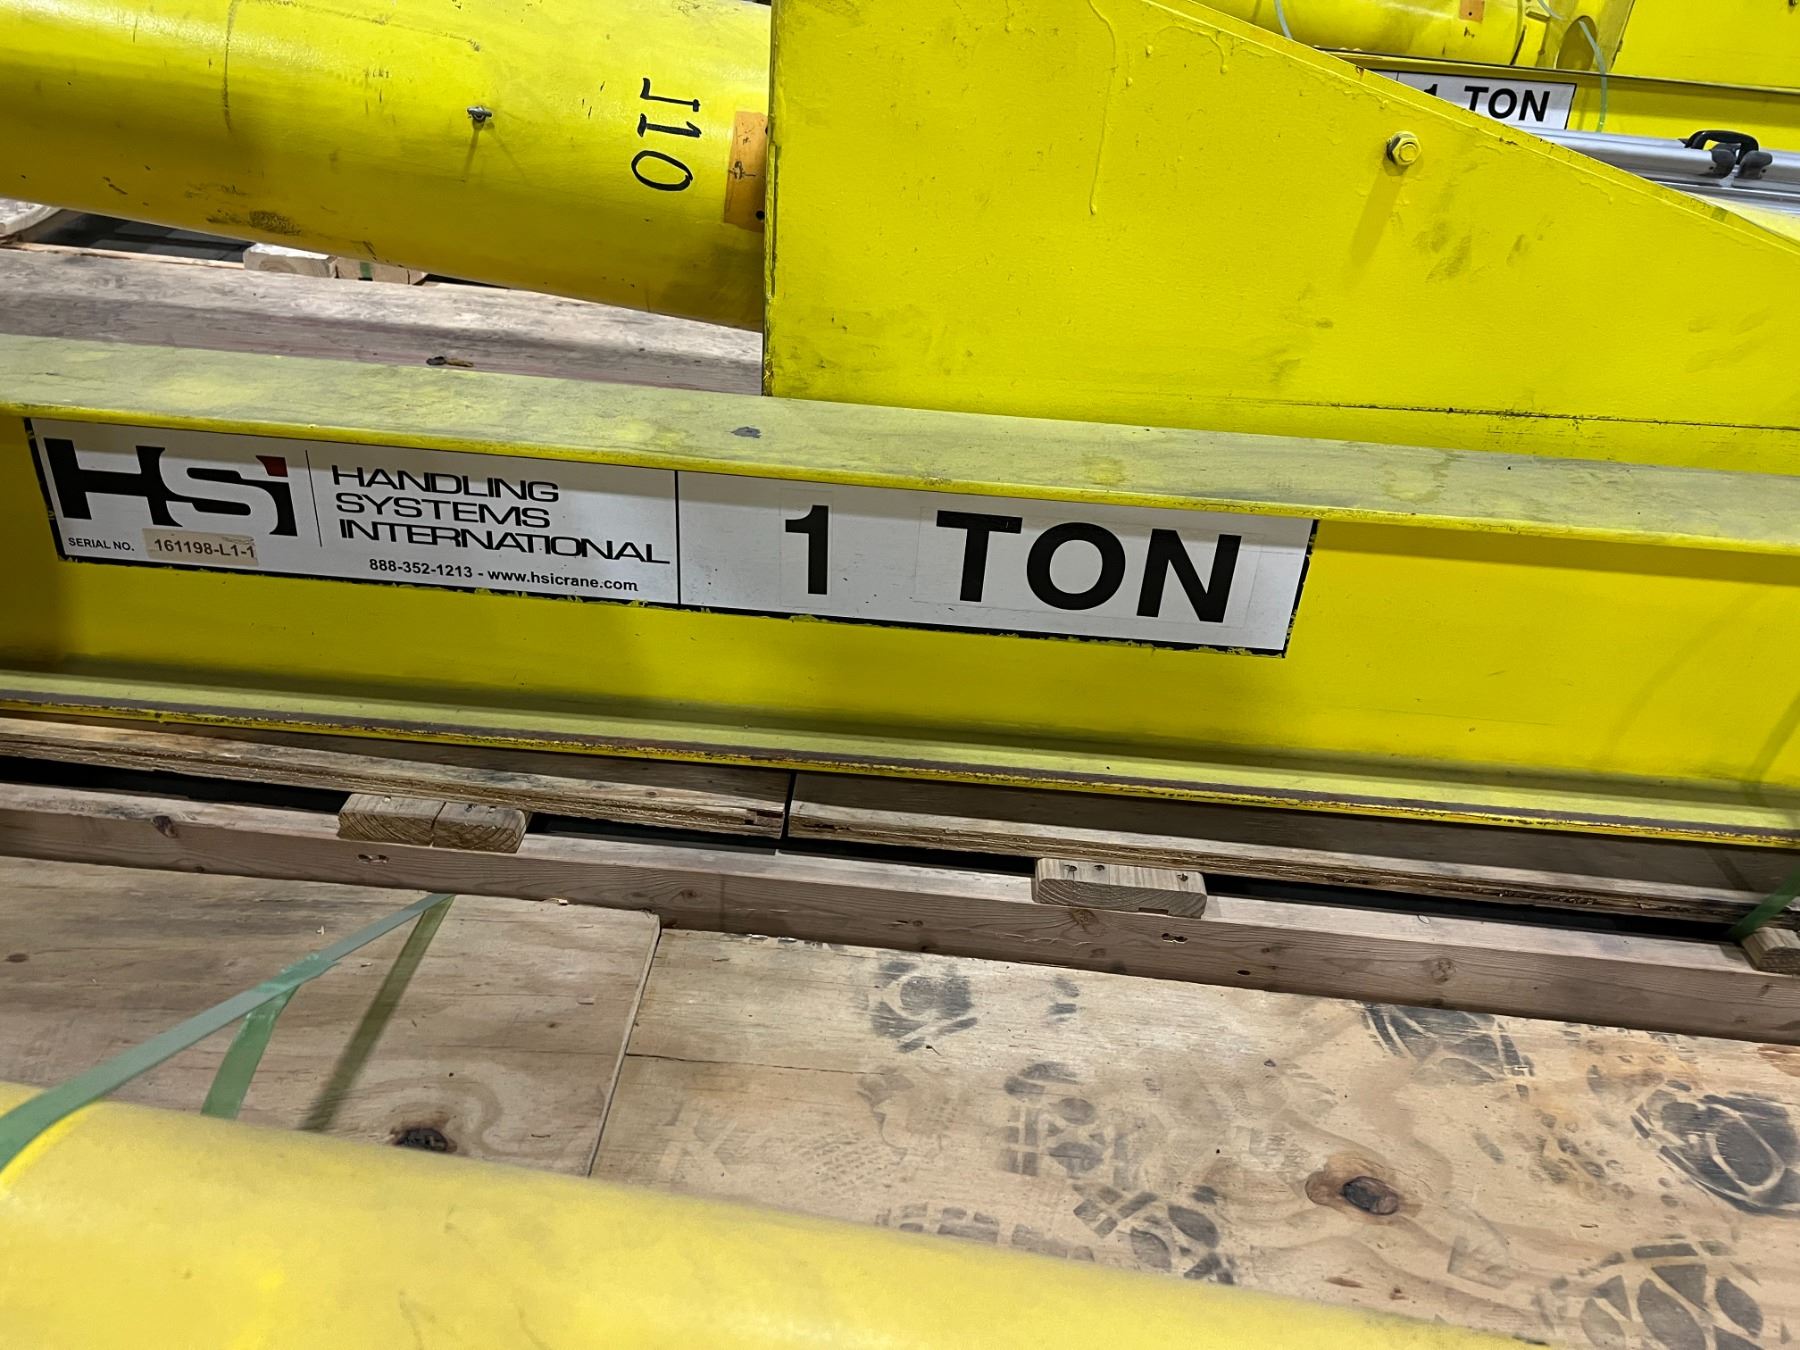 J10
1 TON
HSi
HANDLING
SYSTEMS
INTERNATIONAL
SERIAL NO. 161198-L1-1
888-352-1213 - www.hsicrane.com
1 TON